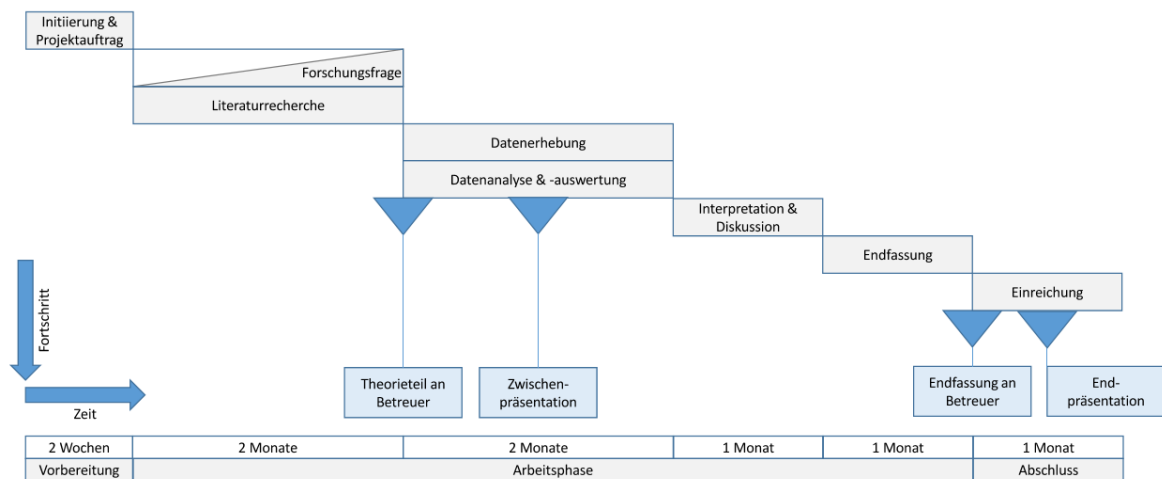 Initiierung &
Projektauftrag
Forschungsfrage
Literaturrecherche
Datenerhebung
Datenanalyse & -auswertung
Interpretation &
Diskussion
Endfassung
Einreichung
Fortschritt
Zeit
Theorieteil an
Betreuer
Zwischen-
präsentation
Endfassung an
Betreuer
End-
präsentation
2 Wochen
2 Monate
2 Monate
1 Monat
1 Monat
1 Monat
Vorbereitung
Arbeitsphase
Abschluss